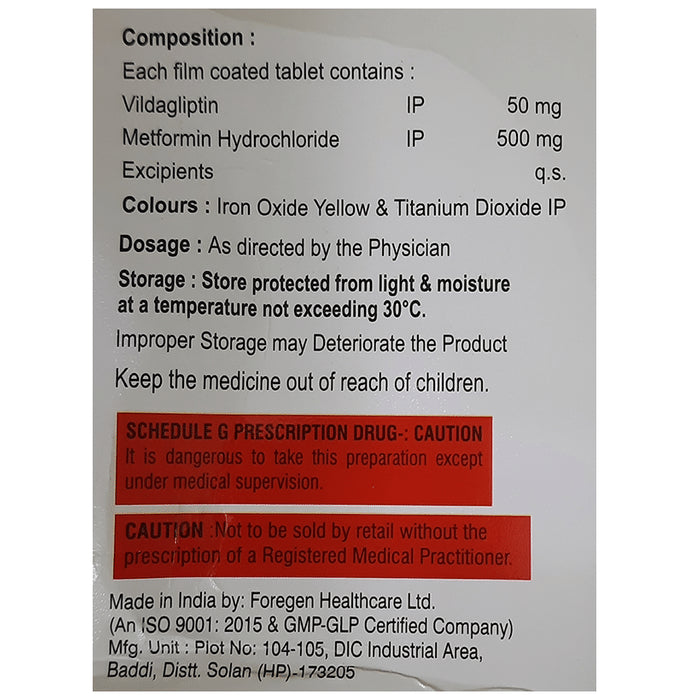 Composition :
Each film coated tablet contains :
Vildagliptin IP 50 mg
Metformin Hydrochloride IP 500 mg
Excipients q.s.
Colours : Iron Oxide Yellow & Titanium Dioxide IP
Dosage : As directed by the Physician
Storage : Store protected from light & moisture
at a temperature not exceeding 30°C.
Improper Storage may Deteriorate the Product
Keep the medicine out of reach of children.
SCHEDULE G PRESCRIPTION DRUG-: CAUTION
It is dangerous to take this preparation except
under medical supervision.
CAUTION :Not to be sold by retail without the
prescription of a Registered Medical Practitioner.
Made in India by: Foregen Healthcare Ltd.
(An ISO 9001: 2015 & GMP-GLP Certified Company)
Mfg. Unit : Plot No: 104-105, DIC Industrial Area,
Baddi, Distt. Solan (HP)-173205